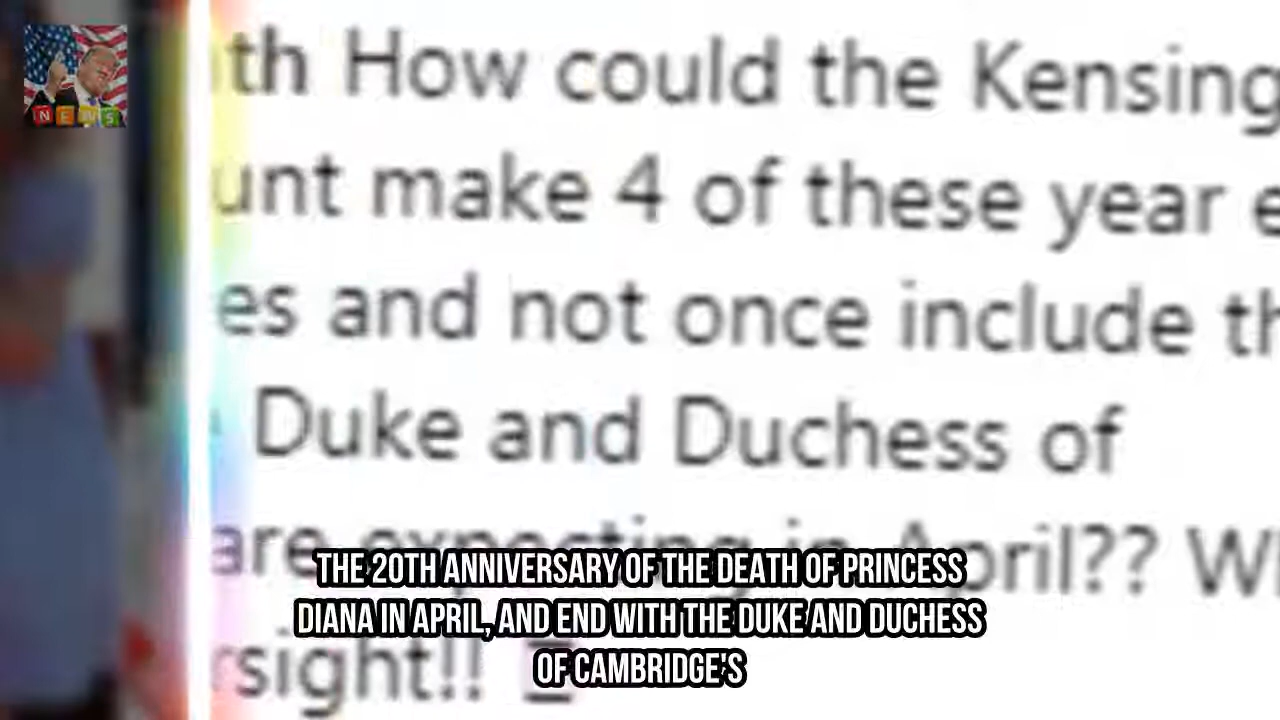 NEWS
th How could the Kensing
unt make 4 of these year e
es and not once include th
Duke and Duchess of
are expecting in April?? Wh
rsight!!
THE 20TH ANNIVERSARY OF THE DEATH OF PRINCESS
DIANA IN APRIL, AND END WITH THE DUKE AND DUCHESS
OF CAMBRIDGE'S